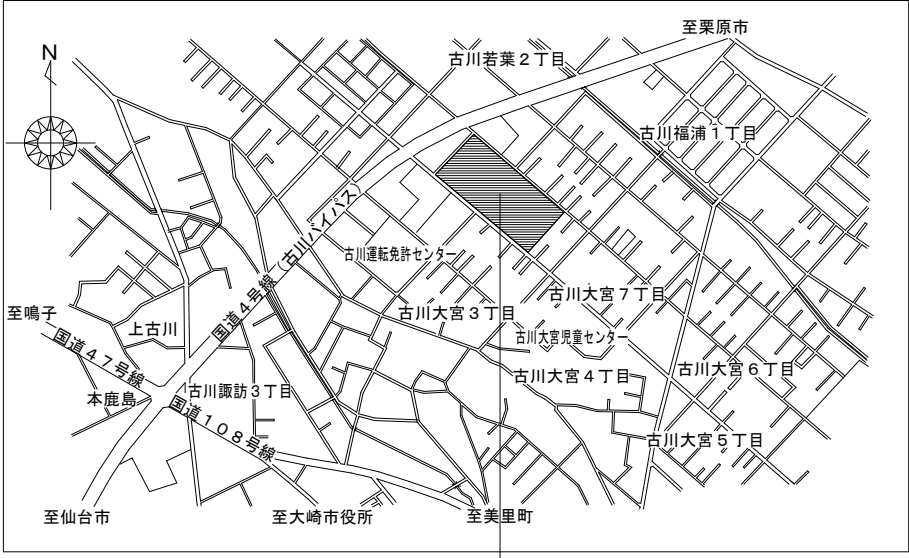 至栗原市
N
古川若葉2丁目
古川福浦1丁目
国道4号線(古川バイパス)
古川運転免許センター
古川大宮7丁目
至鳴子
古川大宮3丁目
上古川
古川大宮児童センター
国道47号線
古川大宮6丁目
古川大宮4丁目
古川諏訪3丁目
本鹿島
国道108号線
古川大宮5丁目
至仙台市
至大崎市役所
至美里町